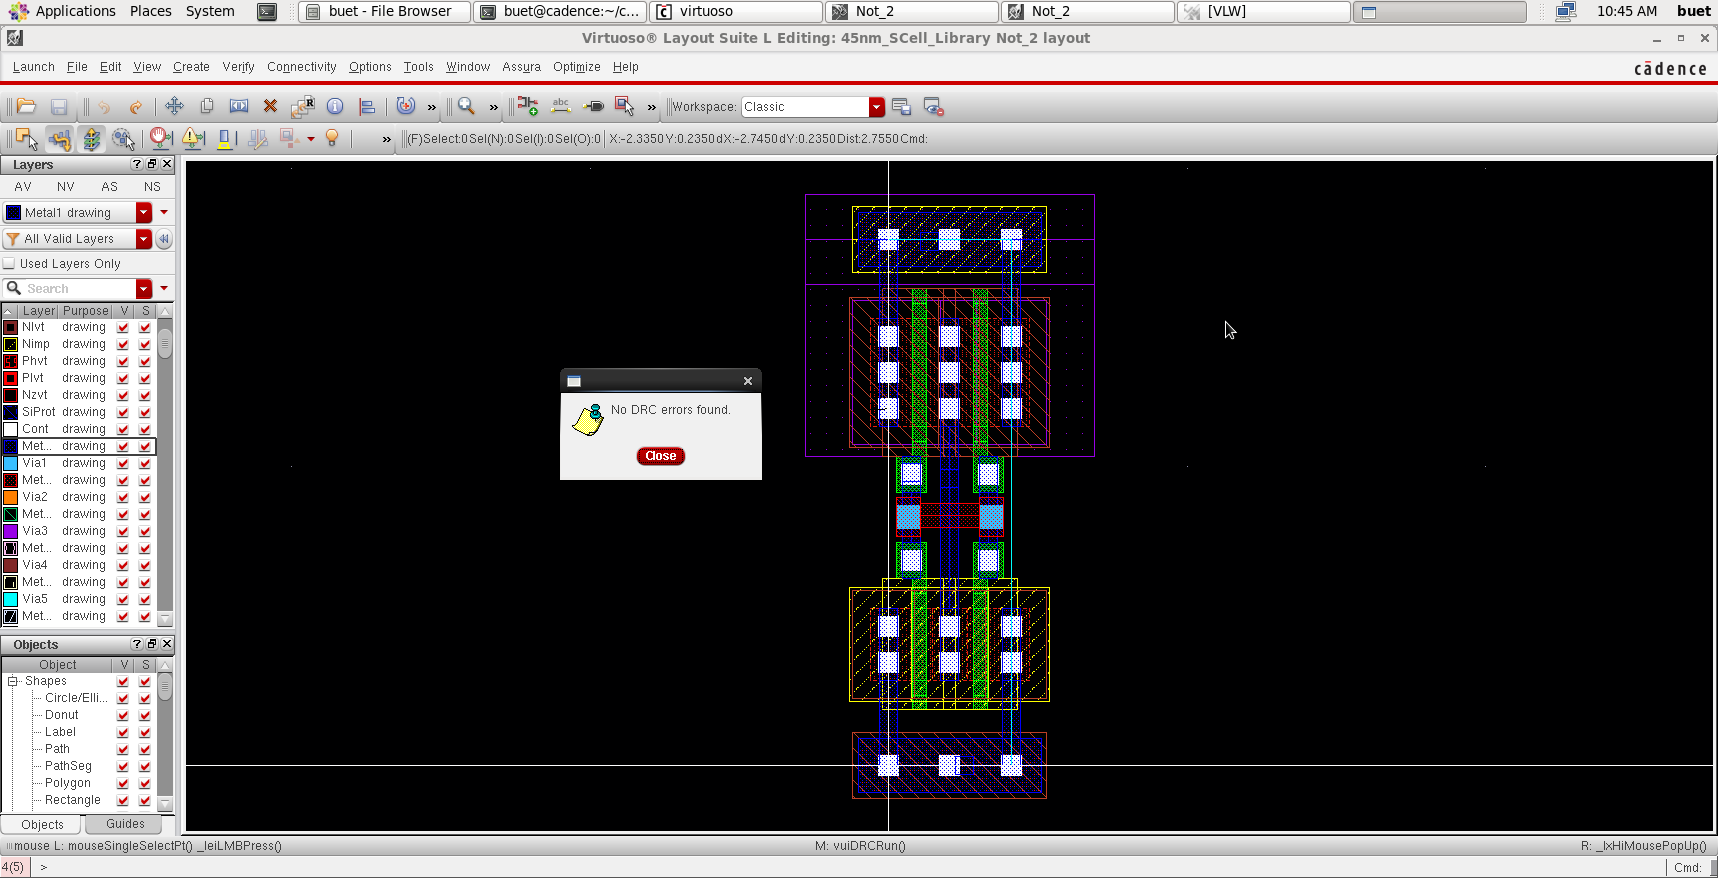 Applications Places System buet - File Browser buet@cadence:~/c... virtuoso Not_2 Not_2 [VLW] 10:45 AM buet
Virtuoso® Layout Suite L Editing: 45nm_SCell_Library Not_2 layout
Launch File Edit View Create Verify Connectivity Options Tools Window Assura Optimize Help
cādence
abc R Workspace: Classic
(F)Select:0 Sel(N):0 Sel(I):0 Sel(O):0 X:-2.3350 Y:0.2350 dX:-2.7450 dY:0.2350 Dist:2.7550 Cmd:
Layers
AV NV AS NS
Metal1 drawing
All Valid Layers
Used Layers Only
Search
Layer Purpose V S
Nlvt drawing
Nimp drawing
Phvt drawing
Plvt drawing
Nzvt drawing
SiProt drawing
Cont drawing
Met... drawing
Via1 drawing
Met... drawing
Via2 drawing
Met... drawing
Via3 drawing
Met... drawing
Via4 drawing
Met... drawing
Via5 drawing
Met... drawing
Objects
Object V S
Shapes
Circle/Elli...
Donut
Label
Path
PathSeg
Polygon
Rectangle
Objects Guides
No DRC errors found.
Close
mouse L: mouseSingleSelectPt() _leiLMBPress() M: vuiDRCRun() R: _lxHiMousePopUp()
4(5) > Cmd: